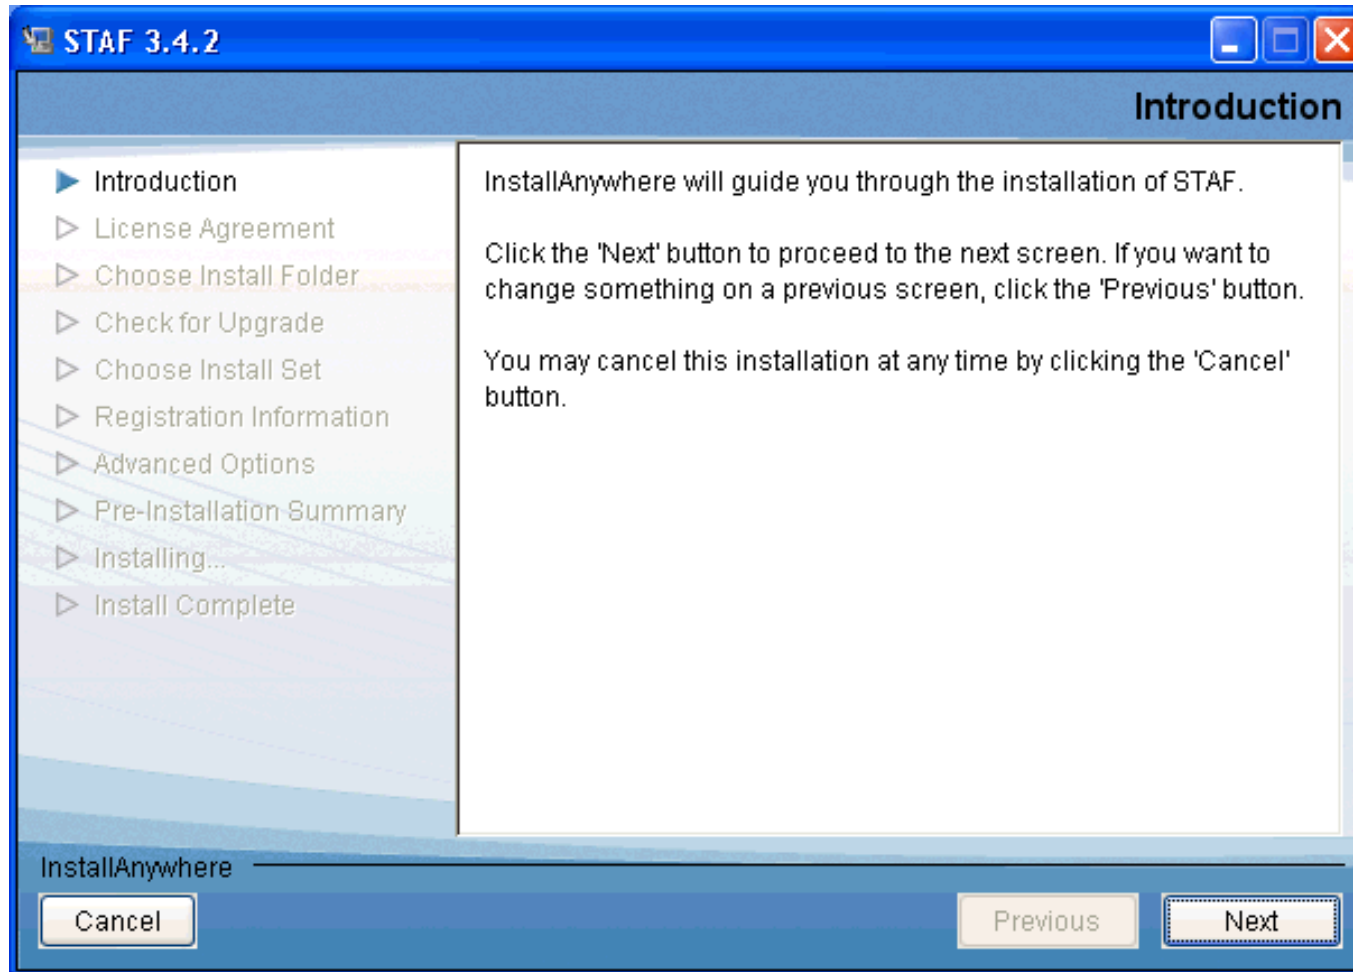 STAF 3.4.2
Introduction
Introduction
License Agreement
Choose Install Folder
Check for Upgrade
Choose Install Set
Registration Information
Advanced Options
Pre-Installation Summary
Installing...
Install Complete
InstallAnywhere will guide you through the installation of STAF.
Click the 'Next' button to proceed to the next screen. If you want to
change something on a previous screen, click the 'Previous' button.
You may cancel this installation at any time by clicking the 'Cancel'
button.
InstallAnywhere
Cancel
Previous
Next